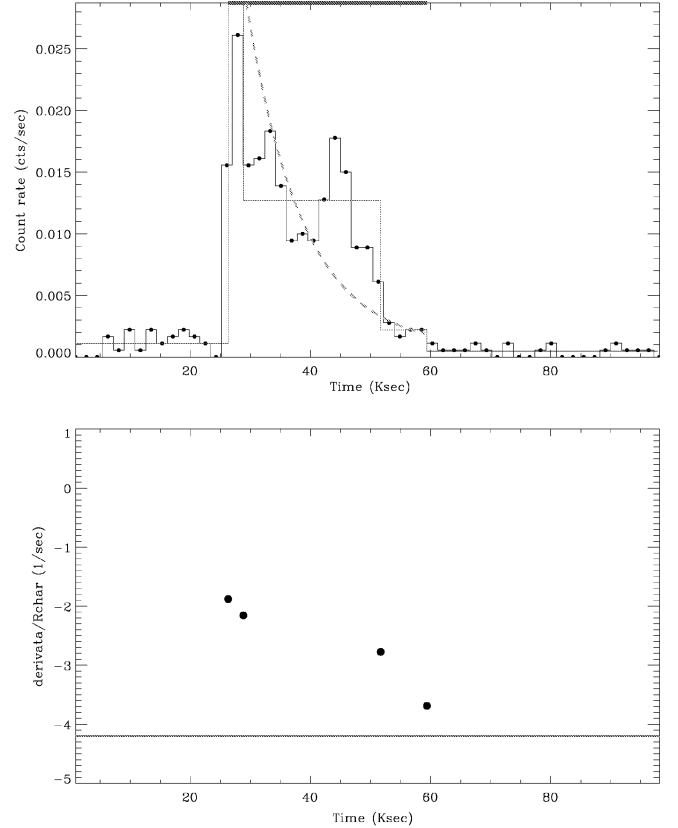 0.025
0.020
0.015
0.010
0.005
0.000
Count rate (cts/sec)
20 40 60 80
Time (Ksec)
1
0
−1
−2
−3
−4
−5
derivata/Rchar (1/sec)
20 40 60 80
Time (Ksec)